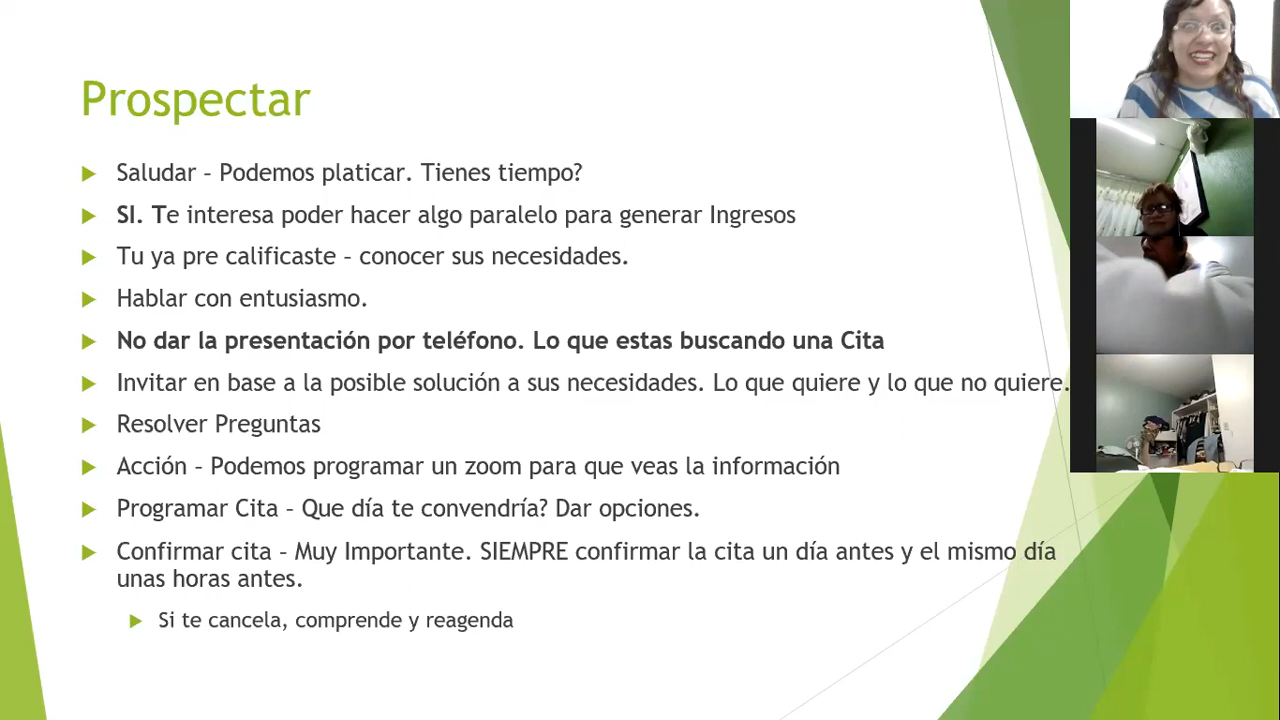 Prospectar
Saludar – Podemos platicar. Tienes tiempo?
SI. Te interesa poder hacer algo paralelo para generar Ingresos
Tu ya pre calificaste – conocer sus necesidades.
Hablar con entusiasmo.
No dar la presentación por teléfono. Lo que estas buscando una Cita
Invitar en base a la posible solución a sus necesidades. Lo que quiere y lo que no quiere.
Resolver Preguntas
Acción – Podemos programar un zoom para que veas la información
Programar Cita – Que día te convendría? Dar opciones.
Confirmar cita – Muy Importante. SIEMPRE confirmar la cita un día antes y el mismo día
unas horas antes.
Si te cancela, comprende y reagenda